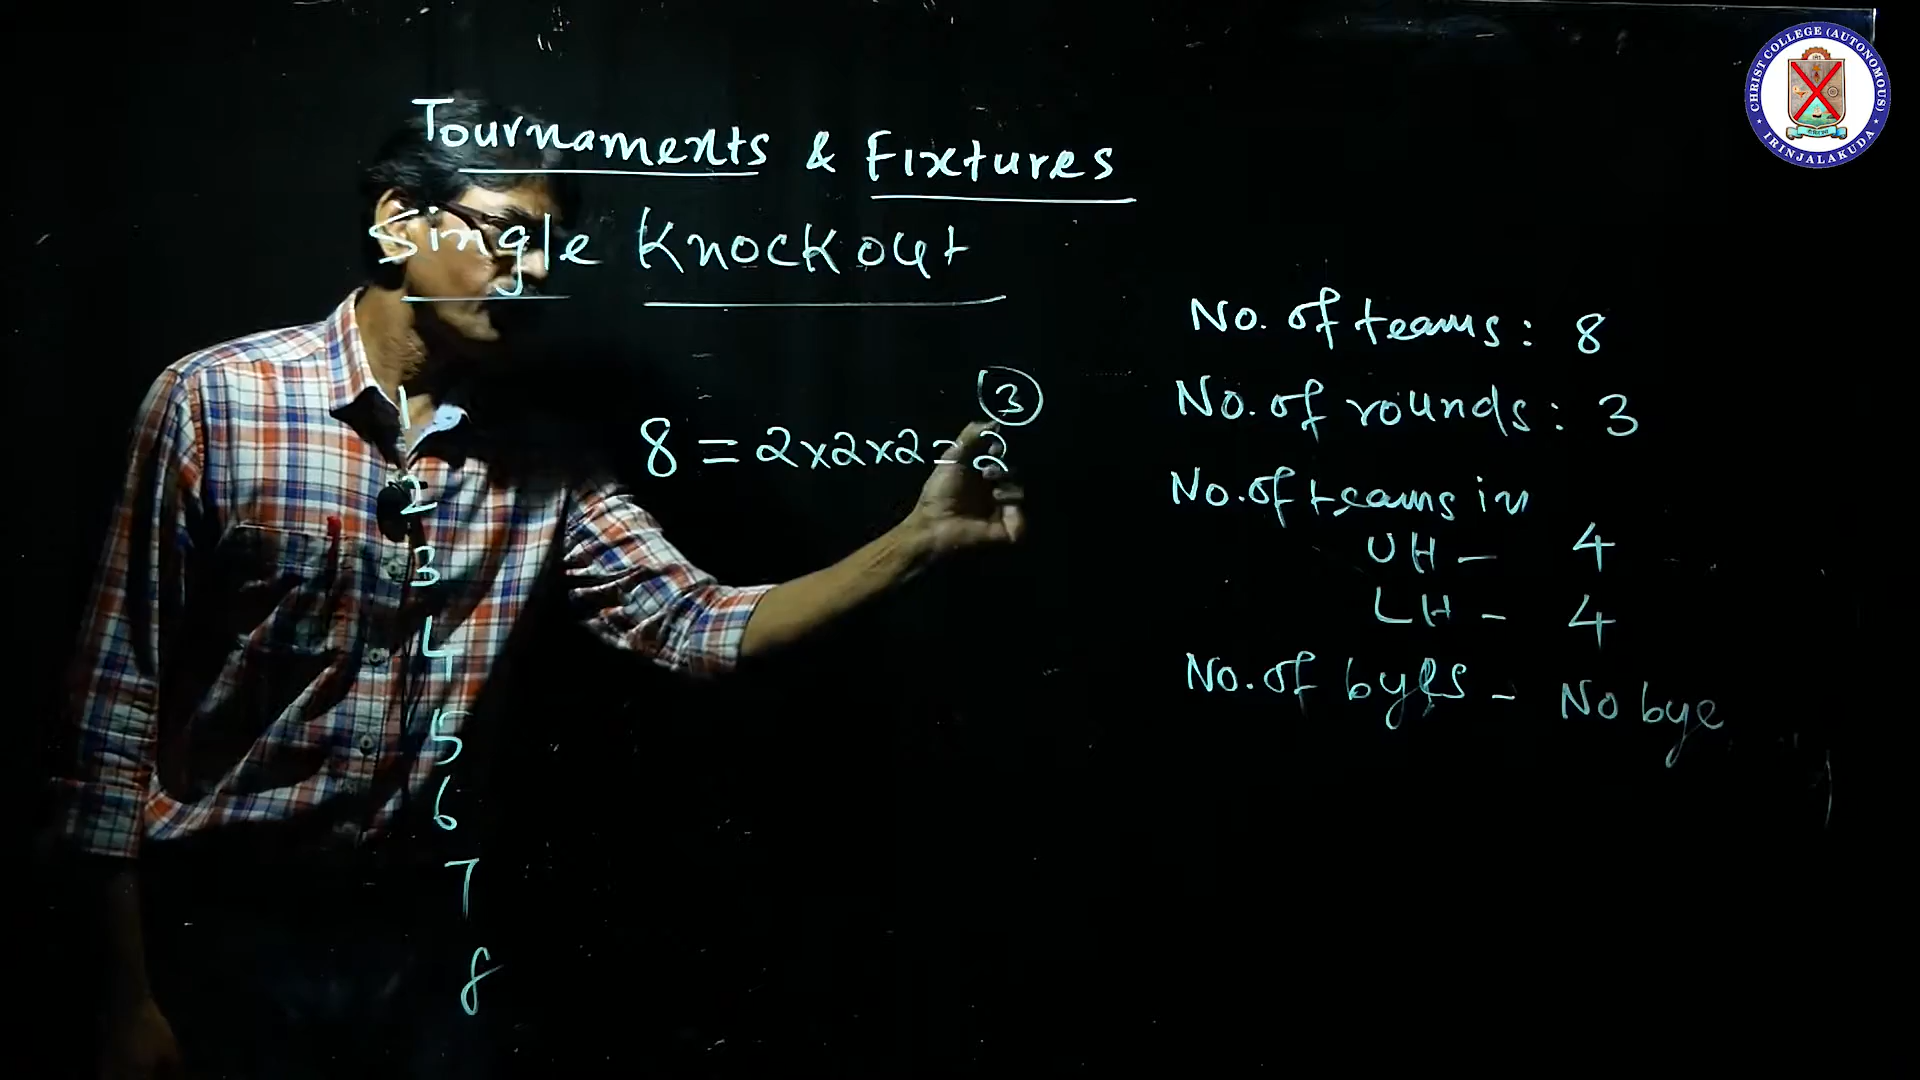 Tournaments & Fixtures
Single Knockout
No. of teams: 8
No. of rounds: 3
No. of teams in
UH - 4
LH - 4
No. of byes - No bye
8 = 2x2x2 = 2³
1
2
3
4
5
6
7
8
CHRIST COLLEGE (AUTONOMOUS)
IRINJALAKUDA